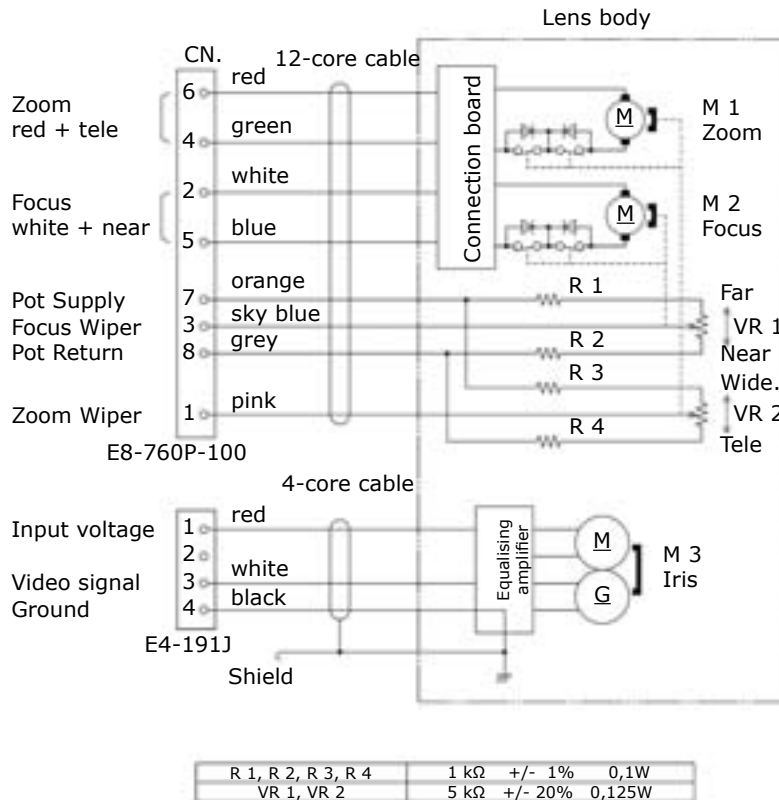 Lens body
CN.
12-core cable
Zoom
red + tele
6 red
4 green
Focus
white + near
2 white
5 blue
Connection board
M
M 1
Zoom
M
M 2
Focus
Pot Supply 7 orange R 1 Far
Focus Wiper 3 sky blue VR 1
Pot Return 8 grey R 2 Near
R 3 Wide.
Zoom Wiper 1 pink VR 2
R 4 Tele
E8-760P-100
4-core cable
Input voltage 1 red
2
Video signal 3 white
Ground 4 black
E4-191J
Shield
Equalising
amplifier
M
G
M 3
Iris
R 1, R 2, R 3, R 4 1 kΩ +/- 1% 0,1W
VR 1, VR 2 5 kΩ +/- 20% 0,125W